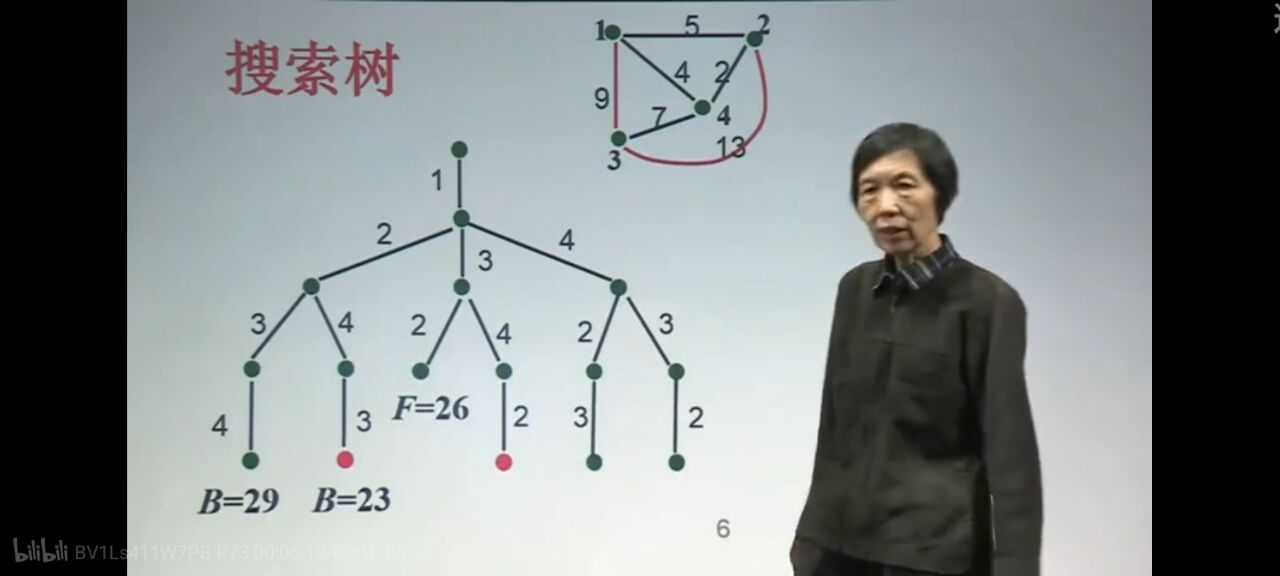 搜索树
1 5 2
4 2
9
7 4
3 13
1
2 3 4
3 4 2 4 2 3
F=26
4 3 2 3 2
B=29 B=23
6
bilibili BV1Ls411W7PB P73 00:06:13/00:10:05